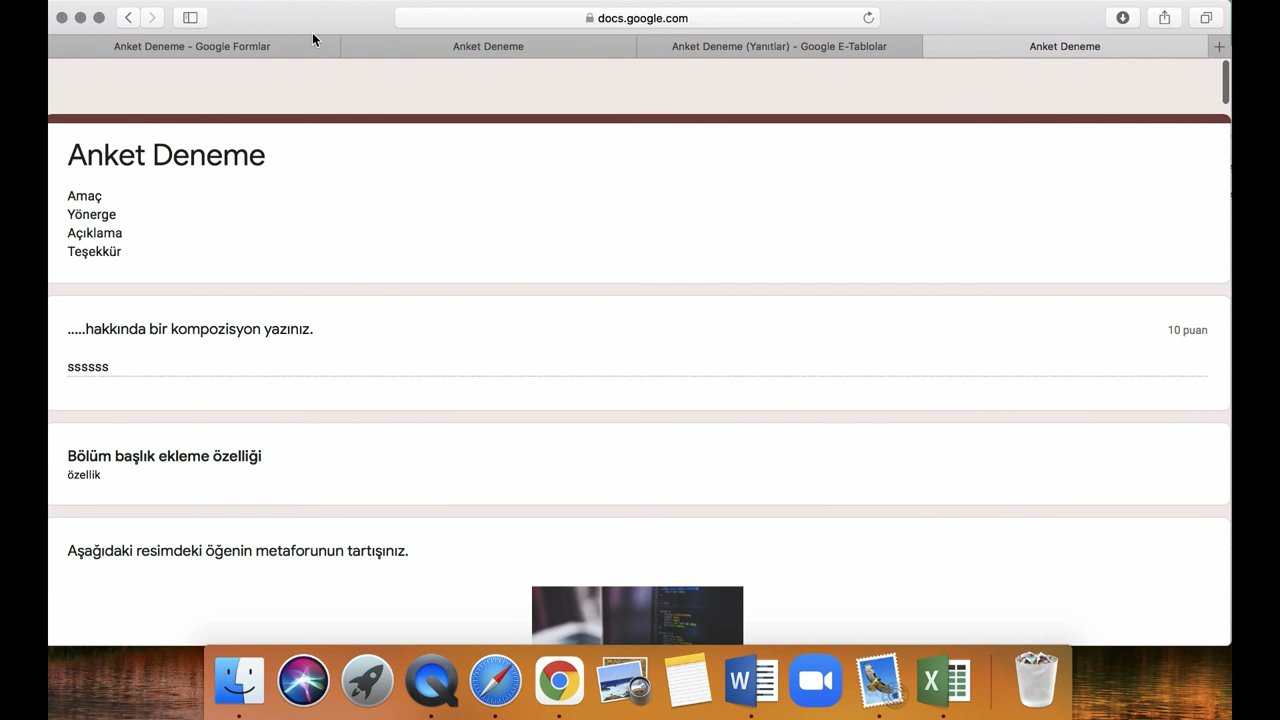 docs.google.com
Anket Deneme - Google Formlar
Anket Deneme
Anket Deneme (Yanıtlar) - Google E-Tablolar
Anket Deneme
Anket Deneme
Amaç
Yönerge
Açıklama
Teşekkür
.....hakkında bir kompozisyon yazınız.
10 puan
ssssss
Bölüm başlık ekleme özelliği
özellik
Aşağıdaki resimdeki öğenin metaforunun tartışınız.